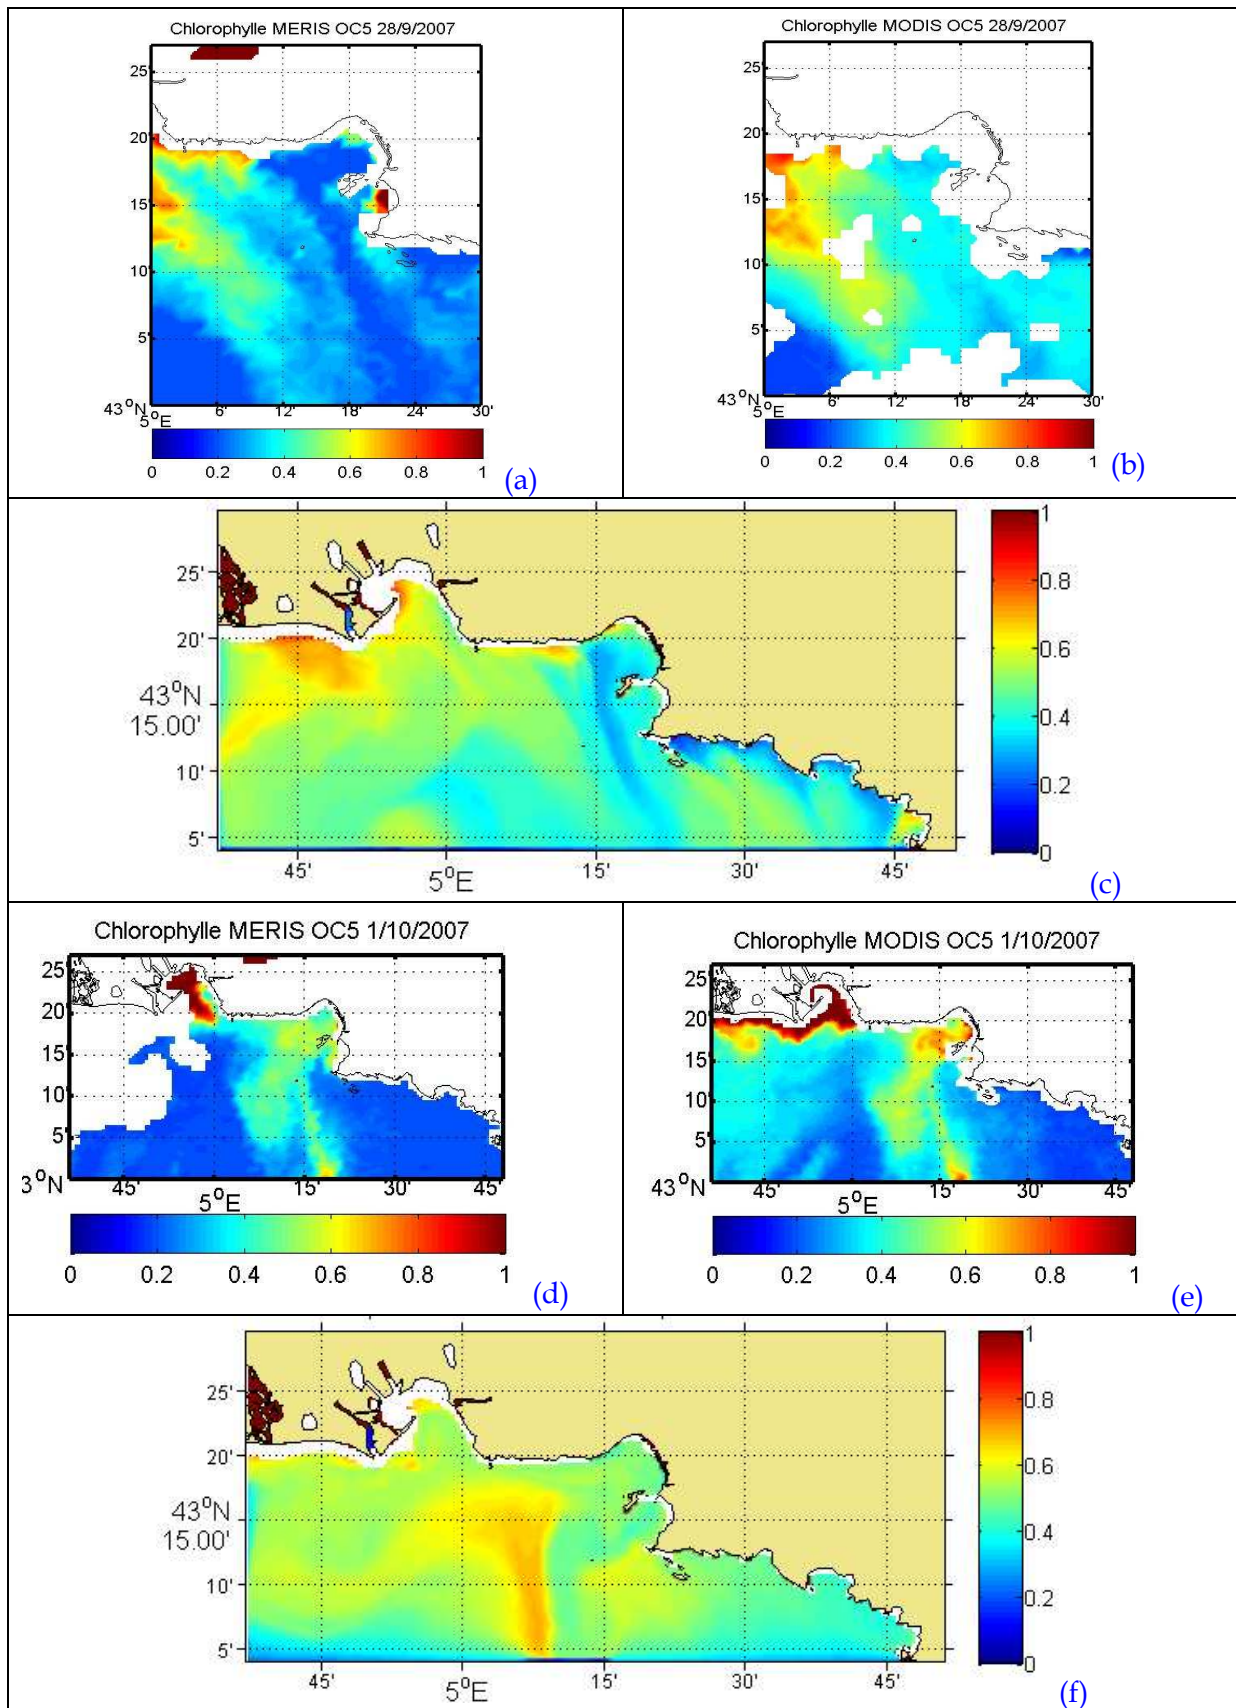 Chlorophylle MERIS OC5 28/9/2007
25'
20'
15'
10'
5'
43°N
5°E
6' 12' 18' 24' 30'
0 0.2 0.4 0.6 0.8 1
(a)
Chlorophylle MODIS OC5 28/9/2007
25'
20'
15'
10'
5'
43°N
5°E
6' 12' 18' 24' 30'
0 0.2 0.4 0.6 0.8 1
(b)
25'
20'
43°N
15.00'
10'
5'
45' 5°E 15' 30' 45'
1
0.8
0.6
0.4
0.2
0
(c)
Chlorophylle MERIS OC5 1/10/2007
25'
20'
15'
10'
5'
3°N
45' 5°E 15' 30' 45'
0 0.2 0.4 0.6 0.8 1
(d)
Chlorophylle MODIS OC5 1/10/2007
25'
20'
15'
10'
5'
43°N
45' 5°E 15' 30' 45'
0 0.2 0.4 0.6 0.8 1
(e)
25'
20'
43°N
15.00'
10'
5'
45' 5°E 15' 30' 45'
1
0.8
0.6
0.4
0.2
0
(f)